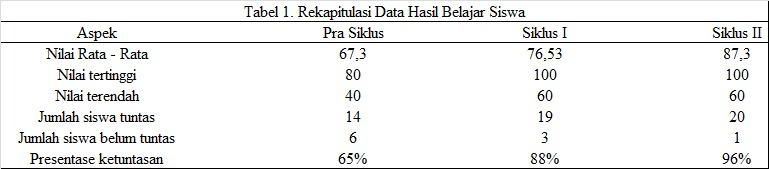 Tabel 1. Rekapitulasi Data Hasil Belajar Siswa
Aspek Pra Siklus Siklus I Siklus II
Nilai Rata - Rata 67,3 76,53 87,3
Nilai tertinggi 80 100 100
Nilai terendah 40 60 60
Jumlah siswa tuntas 14 19 20
Jumlah siswa belum tuntas 6 3 1
Presentase ketuntasan 65% 88% 96%